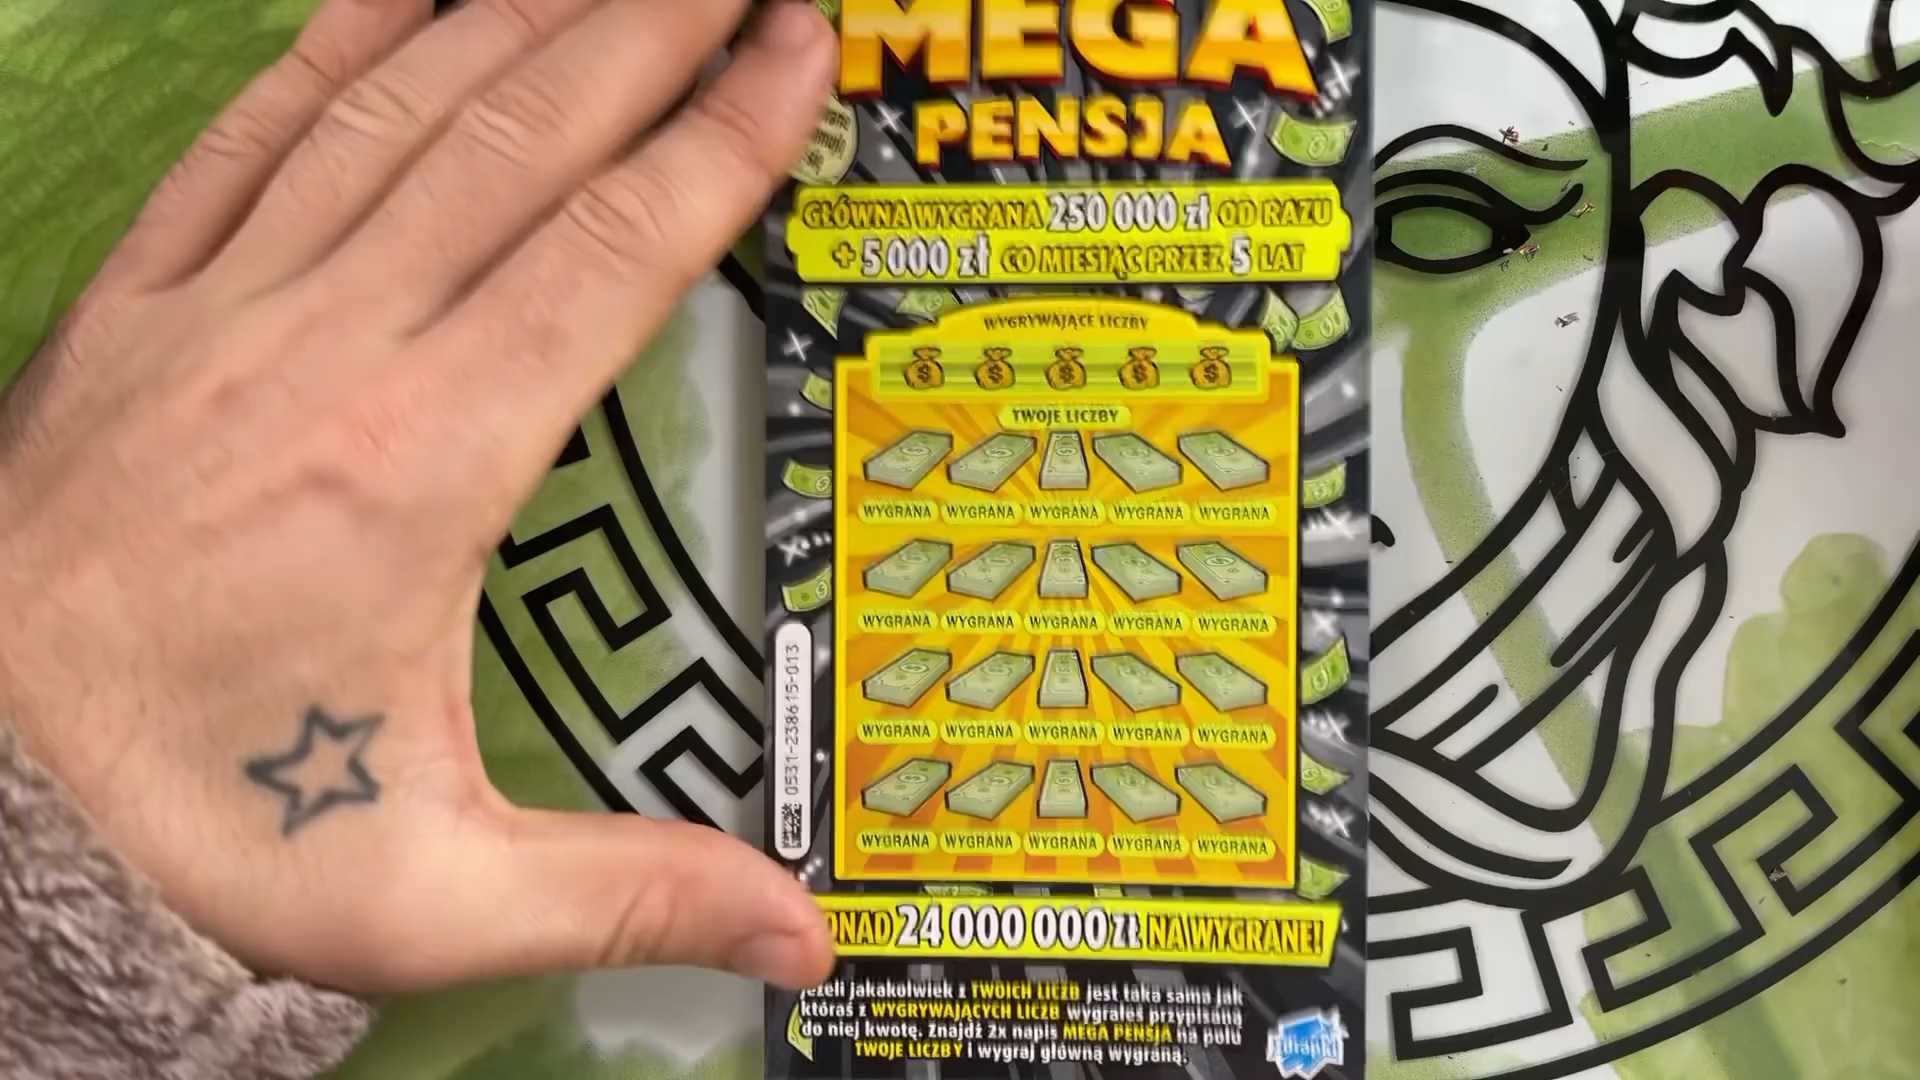 MEGA
PENSJA
GŁÓWNA WYGRANA 250 000 zł OD RAZU
+ 5 000 zł CO MIESIĄC PRZEZ 5 LAT
WYGRYWAJĄCE LICZBY
TWOJE LICZBY
WYGRANA WYGRANA WYGRANA WYGRANA WYGRANA
WYGRANA WYGRANA WYGRANA WYGRANA WYGRANA
WYGRANA WYGRANA WYGRANA WYGRANA WYGRANA
WYGRANA WYGRANA WYGRANA WYGRANA WYGRANA
0531-238615-013
24 000 000 ZŁ NA WYGRANE!
Jeżeli jakakolwiek z TWOICH LICZB jest taka sama jak
któraś z WYGRYWAJĄCYCH LICZB wygrałeś przypisaną
do niej kwotę. Znajdź 2x napis MEGA PENSJA na polu
TWOJE LICZBY i wygraj główną wygraną.
zdrapki